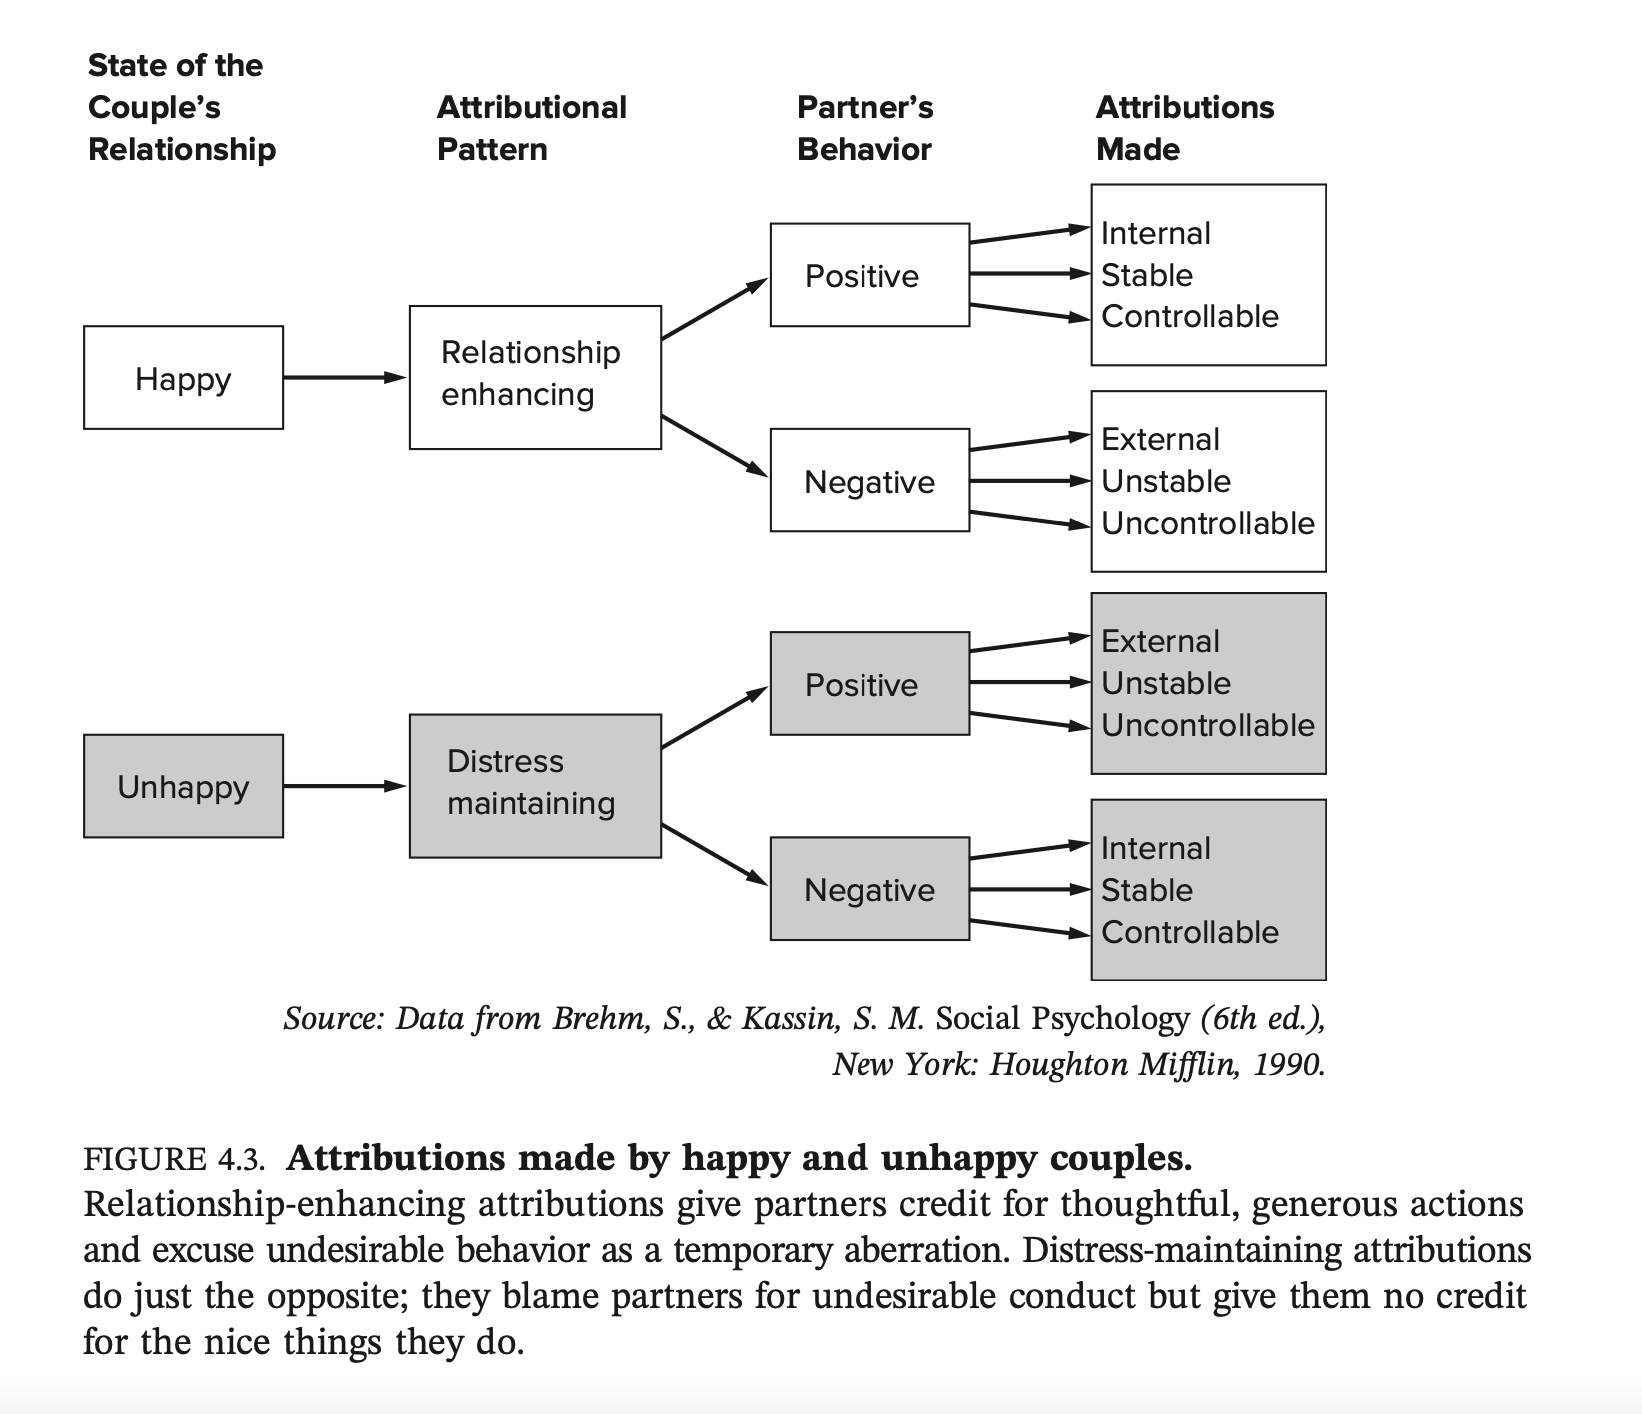 State of the
Couple's
Relationship
Attributional
Pattern
Partner's
Behavior
Attributions
Made
Happy
Relationship
enhancing
Positive
Internal
Stable
Controllable
Negative
External
Unstable
Uncontrollable
Unhappy
Distress
maintaining
Positive
External
Unstable
Uncontrollable
Negative
Internal
Stable
Controllable
Source: Data from Brehm, S., & Kassin, S. M. Social Psychology (6th ed.),
New York: Houghton Mifflin, 1990.
FIGURE 4.3. Attributions made by happy and unhappy couples.
Relationship-enhancing attributions give partners credit for thoughtful, generous actions
and excuse undesirable behavior as a temporary aberration. Distress-maintaining attributions
do just the opposite; they blame partners for undesirable conduct but give them no credit
for the nice things they do.